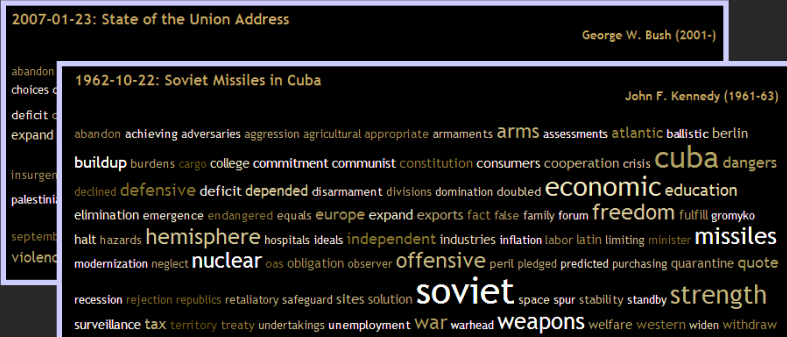 2007-01-23: State of the Union Address
George W. Bush (2001-)
abandon
choices
deficit
expand
insurgen
palestinia
septemb
violenc
1962-10-22: Soviet Missiles in Cuba
John F. Kennedy (1961-63)
abandon achieving adversaries aggression agricultural appropriate armaments arms assessments atlantic ballistic berlin
buildup burdens cargo college commitment communist constitution consumers cooperation crisis cuba dangers
declined defensive deficit depended disarmament divisions domination doubled economic education
elimination emergence endangered equals europe expand exports fact false family forum freedom fulfill gromyko
halt hazards hemisphere hospitals ideals independent industries inflation labor latin limiting minister missiles
modernization neglect nuclear oas obligation observer offensive peril pledged predicted purchasing quarantine quote
recession rejection republics retaliatory safeguard sites solution soviet space spur stability standby strength
surveillance tax territory treaty undertakings unemployment war warhead weapons welfare western widen withdraw